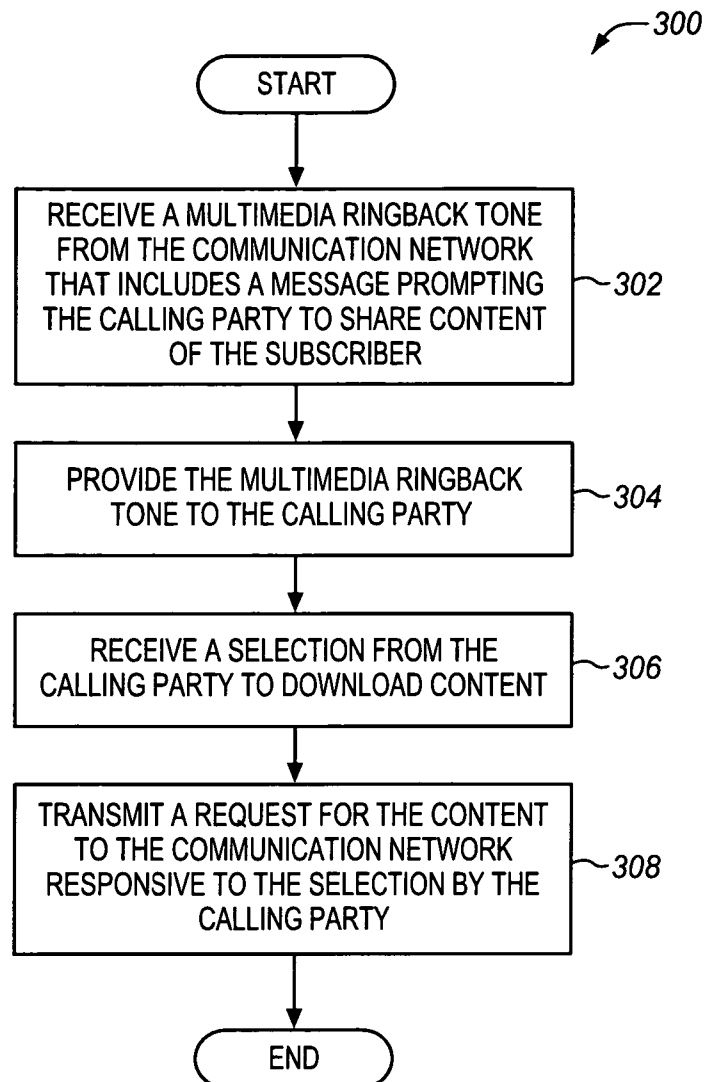 300
START
RECEIVE A MULTIMEDIA RINGBACK TONE
FROM THE COMMUNICATION NETWORK
THAT INCLUDES A MESSAGE PROMPTING
THE CALLING PARTY TO SHARE CONTENT
OF THE SUBSCRIBER
302
PROVIDE THE MULTIMEDIA RINGBACK
TONE TO THE CALLING PARTY
304
RECEIVE A SELECTION FROM THE
CALLING PARTY TO DOWNLOAD CONTENT
306
TRANSMIT A REQUEST FOR THE CONTENT
TO THE COMMUNICATION NETWORK
RESPONSIVE TO THE SELECTION BY THE
CALLING PARTY
308
END